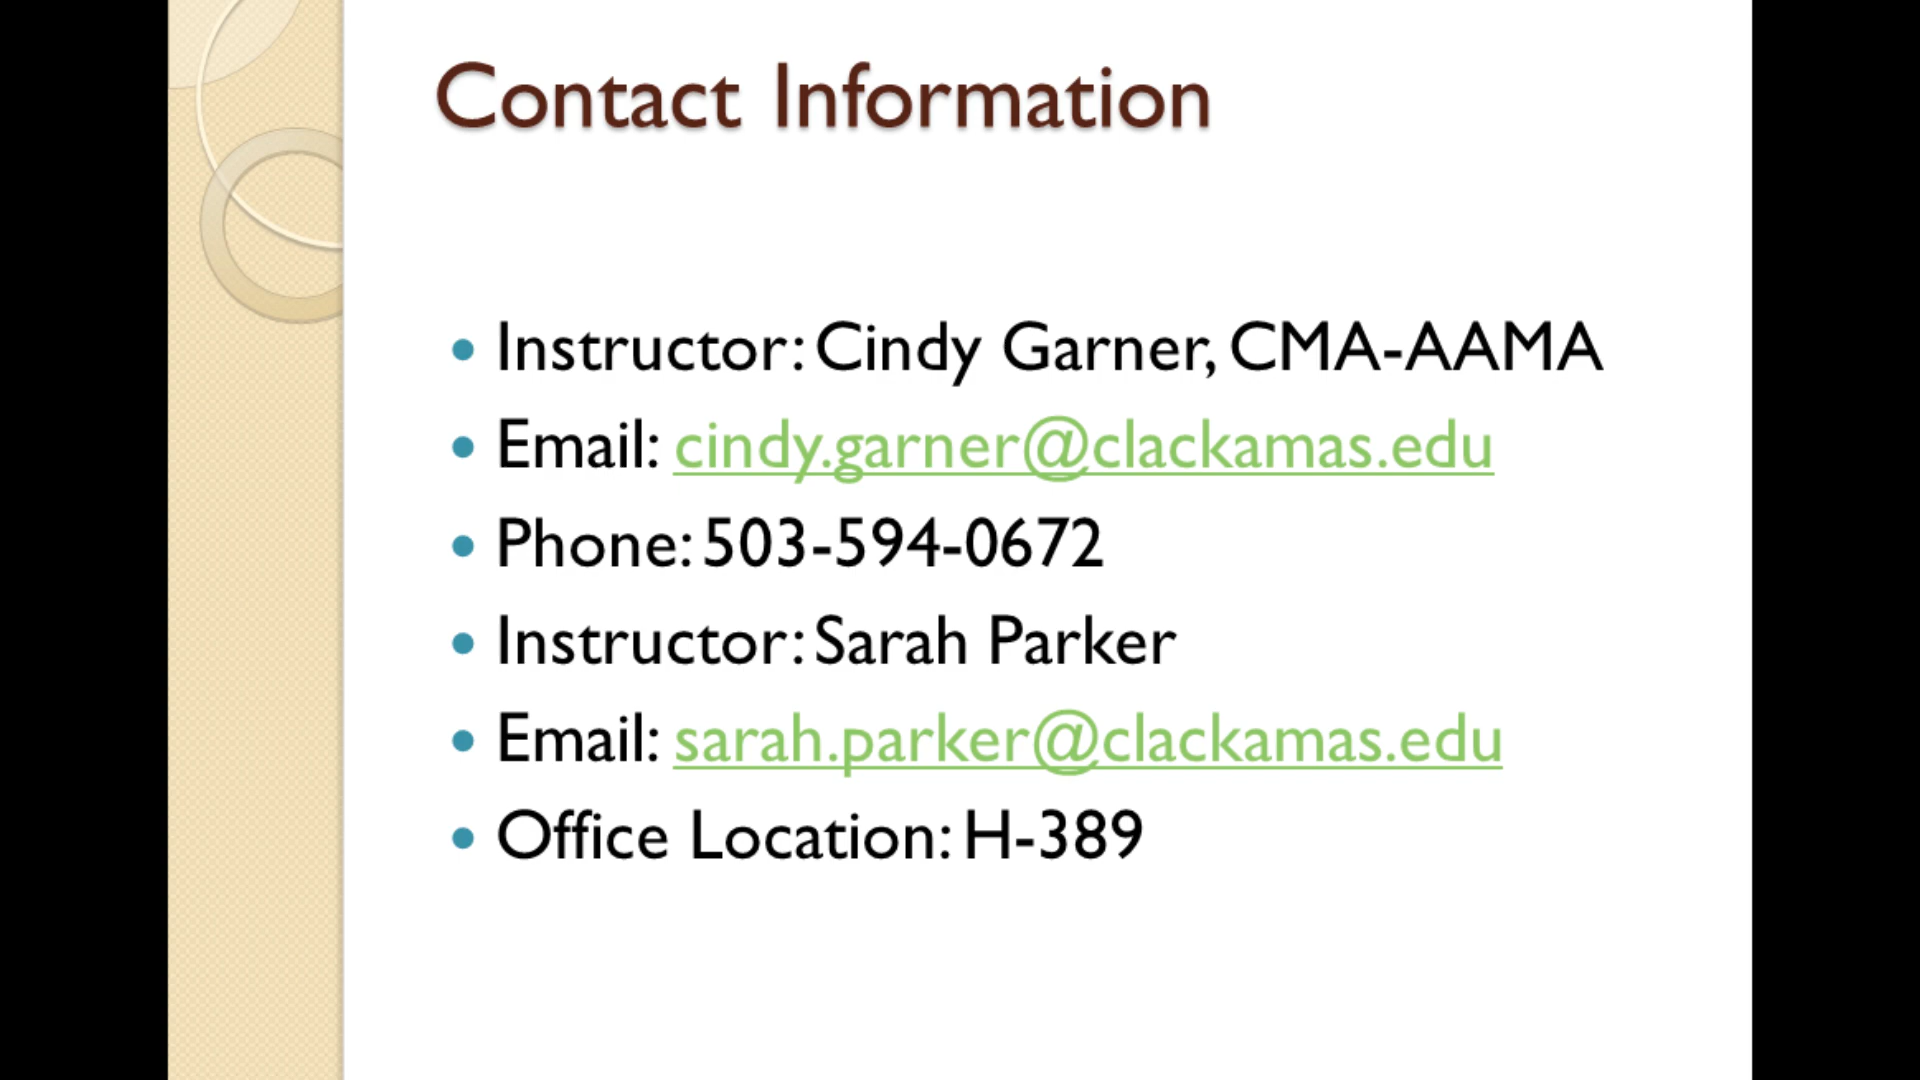 Contact Information
Instructor: Cindy Garner, CMA-AAMA
Email: cindy.garner@clackamas.edu
Phone: 503-594-0672
Instructor: Sarah Parker
Email: sarah.parker@clackamas.edu
Office Location: H-389